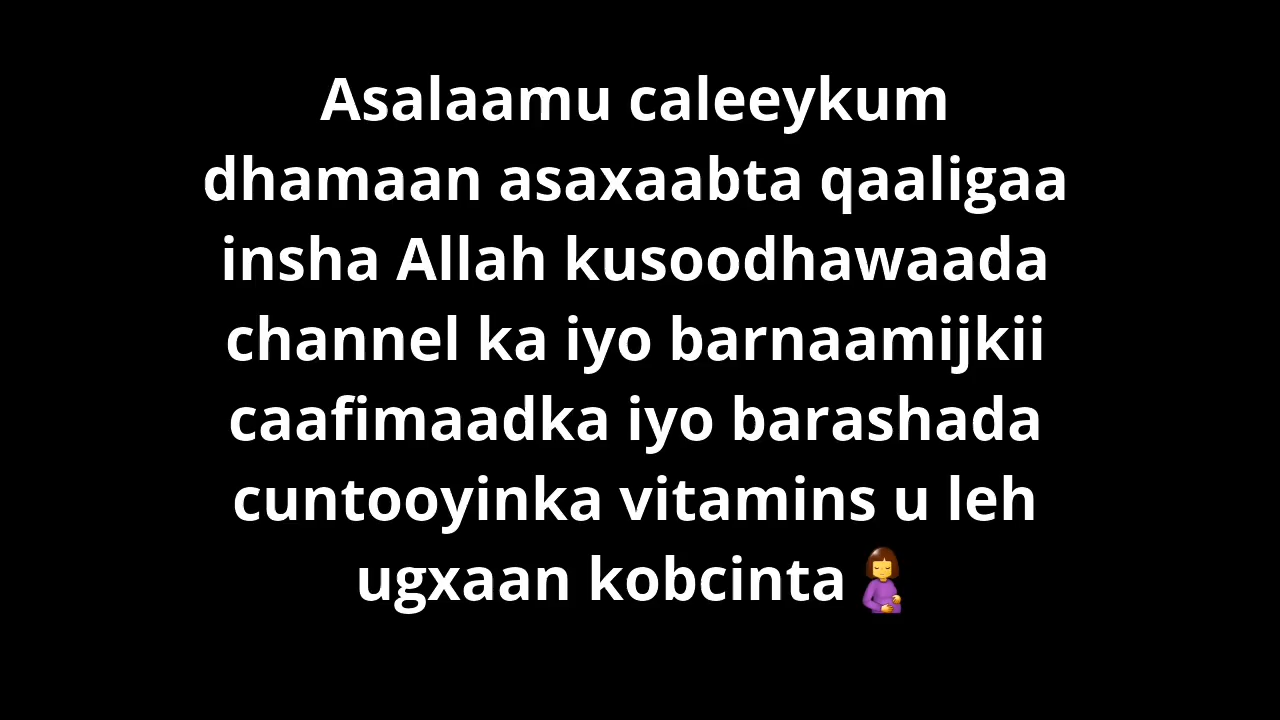 Asalaamu caleeykum
dhamaan asaxaabta qaaligaa
insha Allah kusoodhawaada
channel ka iyo barnaamijkii
caafimaadka iyo barashada
cuntooyinka vitamins u leh
ugxaan kobcinta🤰